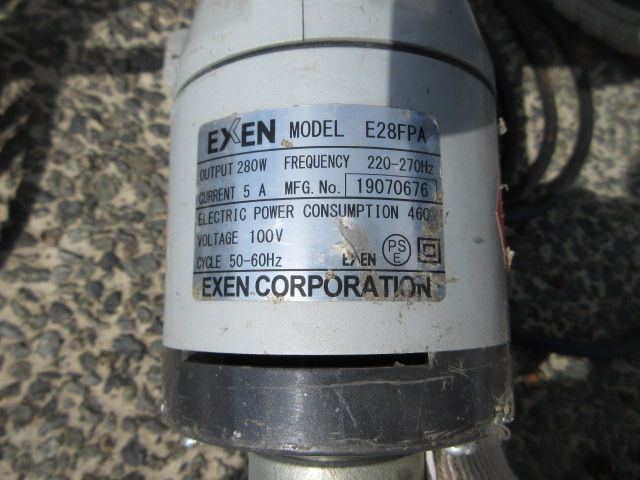 EXEN MODEL E28FPA
OUTPUT 280W FREQUENCY 220-270Hz
CURRENT 5 A MFG. No. 19070676
ELECTRIC POWER CONSUMPTION 460
VOLTAGE 100V
CYCLE 50-60Hz EXEN PSE
EXEN CORPORATION